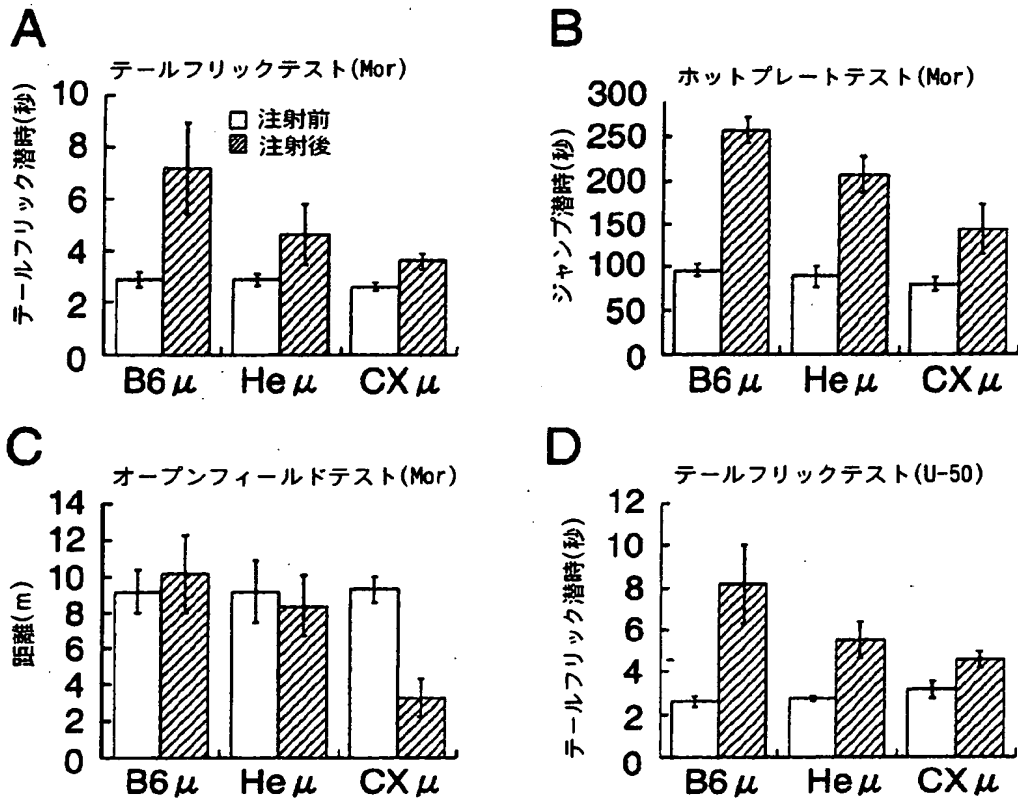 A
テールフリックテスト(Mor)
テールフリック潜時(秒)
10
8
6
4
2
0
注射前
注射後
B6μ Heμ CXμ
B
ホットプレートテスト(Mor)
ジャンプ潜時(秒)
300
250
200
150
100
50
0
B6μ Heμ CXμ
C
オープンフィールドテスト(Mor)
距離(m)
14
12
10
8
6
4
2
0
B6μ Heμ CXμ
D
テールフリックテスト(U-50)
テールフリック潜時(秒)
12
10
8
6
4
2
0
B6μ Heμ CXμ